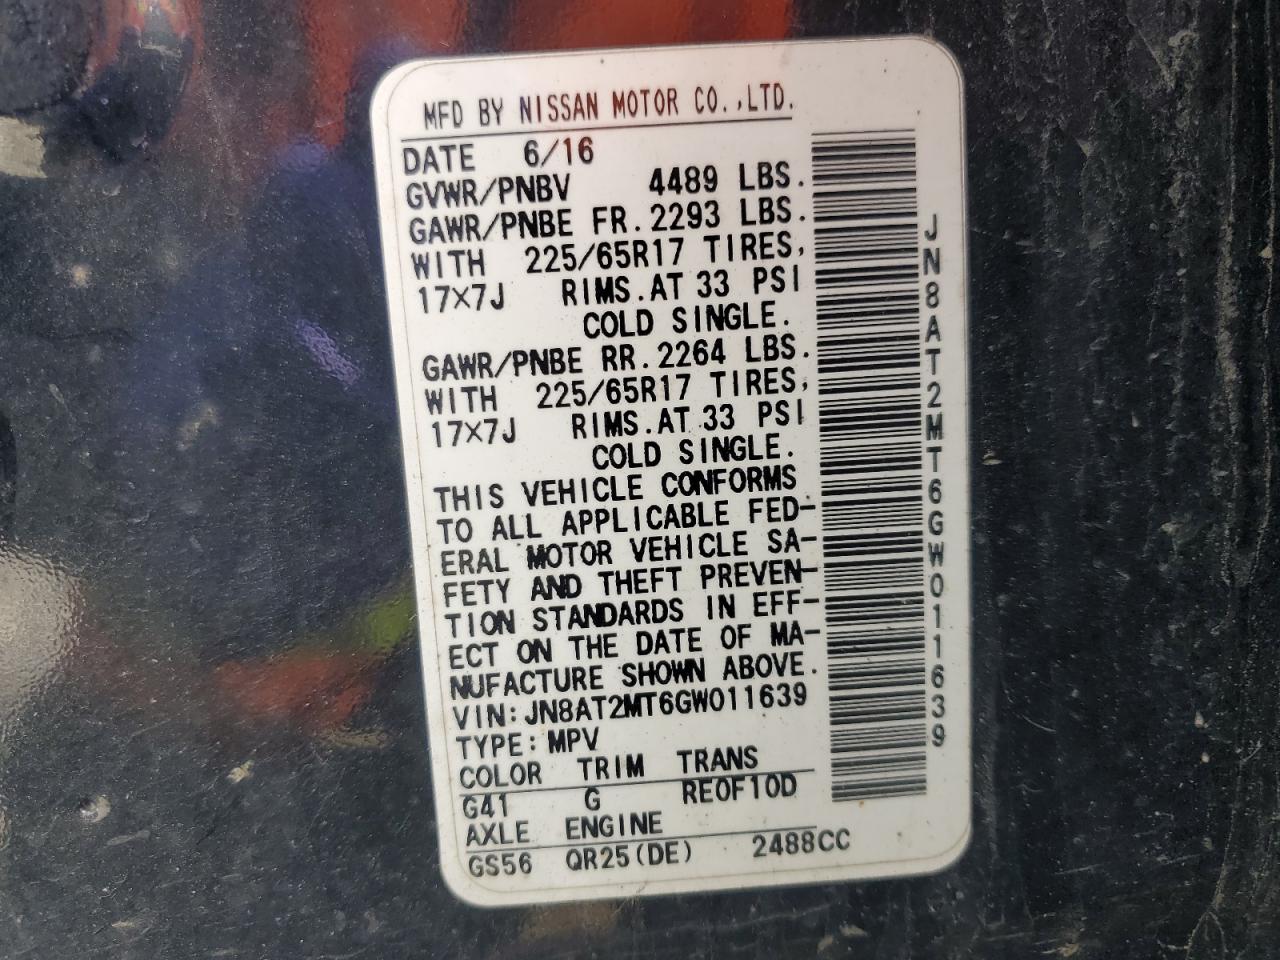 MFD BY NISSAN MOTOR CO.,LTD.
DATE 6/16
GVWR/PNBV 4489 LBS.
GAWR/PNBE FR. 2293 LBS.
WITH 225/65R17 TIRES,
17×7J RIMS.AT 33 PSI
COLD SINGLE.
GAWR/PNBE RR. 2264 LBS.
WITH 225/65R17 TIRES,
17×7J RIMS.AT 33 PSI
COLD SINGLE.
THIS VEHICLE CONFORMS
TO ALL APPLICABLE FED-
ERAL MOTOR VEHICLE SA-
FETY AND THEFT PREVEN-
TION STANDARDS IN EFF-
ECT ON THE DATE OF MA-
NUFACTURE SHOWN ABOVE.
VIN:JN8AT2MT6GW011639
TYPE:MPV
COLOR TRIM TRANS
G41 G RE0F10D
AXLE ENGINE
GS56 QR25(DE) 2488CC
JN8AT2MT6GW011639